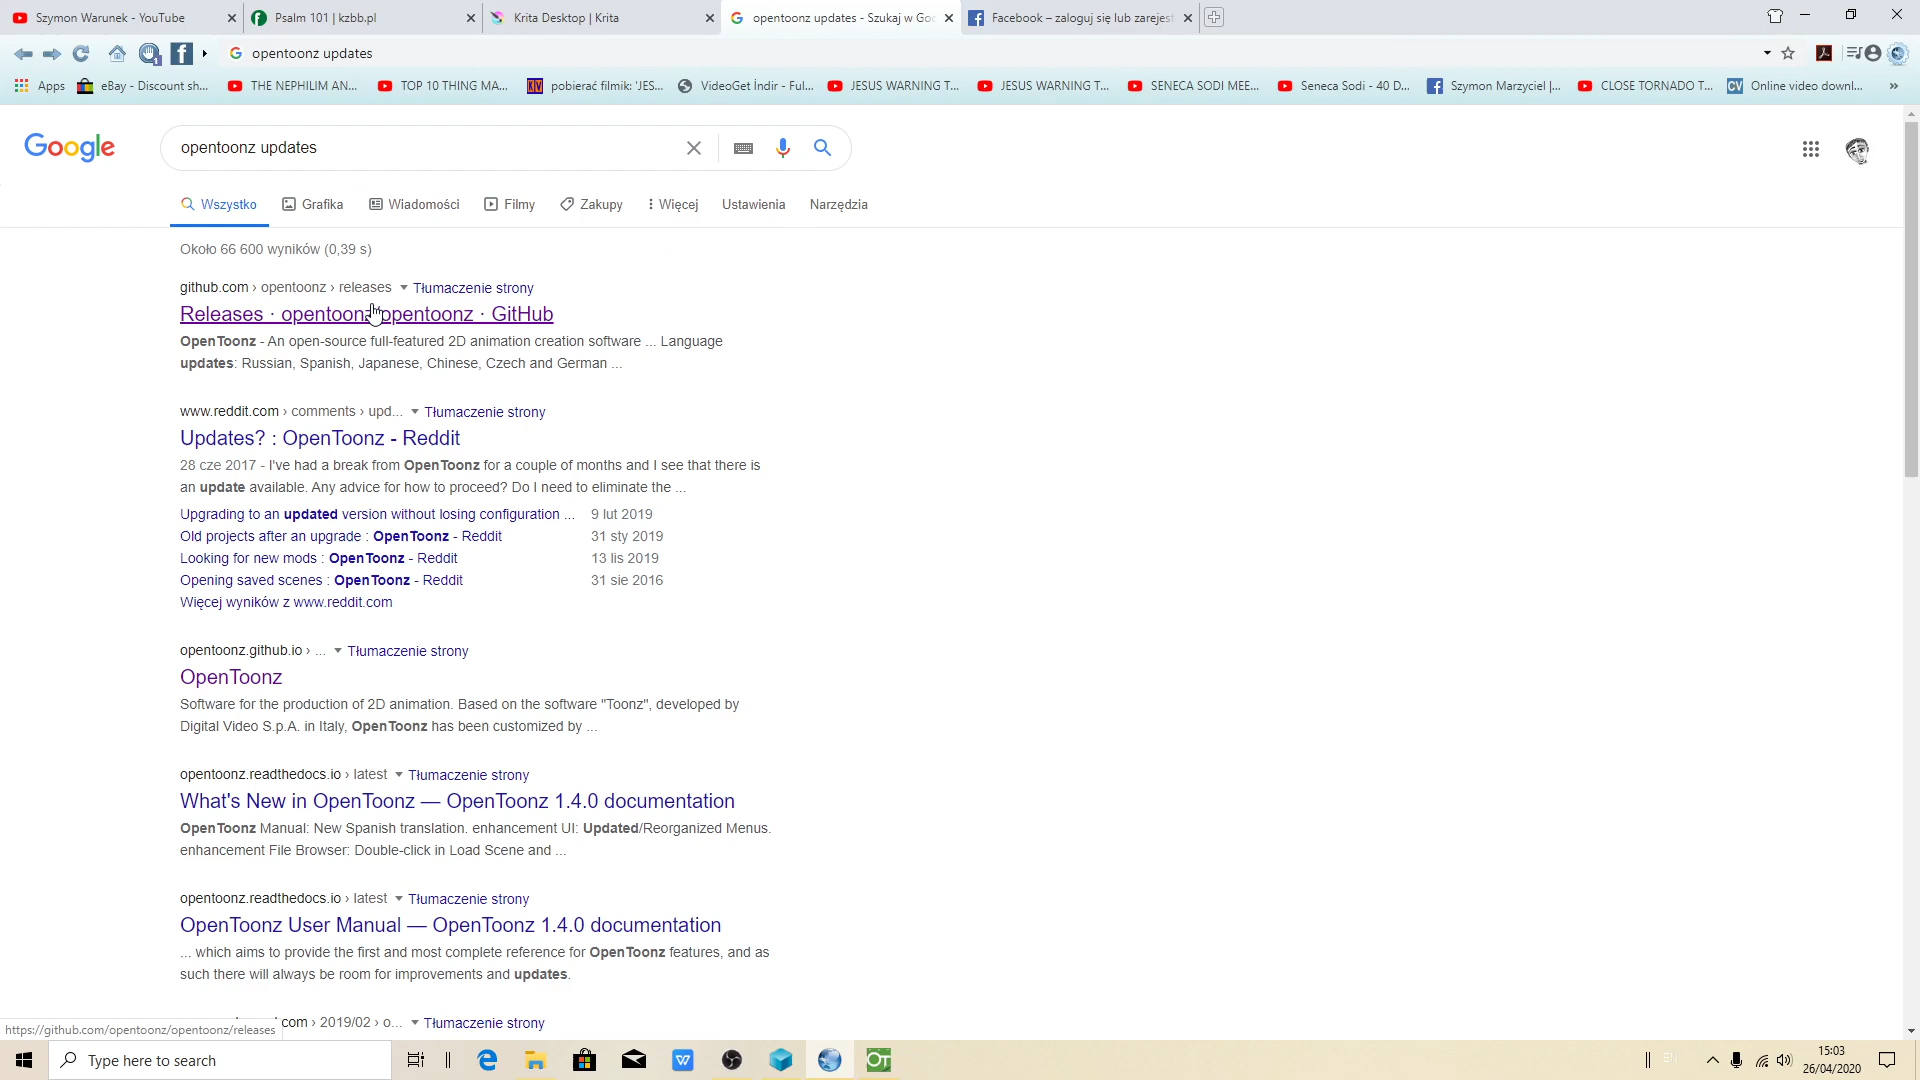 Szymon Warunek - YouTube
Psalm 101 | kzbb.pl
Krita Desktop | Krita
opentoonz updates - Szukaj w Goo
Facebook – zaloguj się lub zarejest
opentoonz updates
Apps
eBay - Discount sh...
THE NEPHILIM AN...
TOP 10 THING MA...
pobierać filmik: 'JES...
VideoGet İndir - Ful...
JESUS WARNING T...
JESUS WARNING T...
SENECA SODI MEE...
Seneca Sodi - 40 D...
Szymon Marzyciel |...
CLOSE TORNADO T...
Online video downl...
»
Google
opentoonz updates
Wszystko
Grafika
Wiadomości
Filmy
Zakupy
Więcej
Ustawienia
Narzędzia
Około 66 600 wyników (0,39 s)
github.com › opentoonz › releases ▾ Tłumaczenie strony
Releases · opentoonz/opentoonz · GitHub
OpenToonz - An open-source full-featured 2D animation creation software ... Language
updates: Russian, Spanish, Japanese, Chinese, Czech and German ...
www.reddit.com › comments › upd... ▾ Tłumaczenie strony
Updates? : OpenToonz - Reddit
28 cze 2017 - I've had a break from OpenToonz for a couple of months and I see that there is
an update available. Any advice for how to proceed? Do I need to eliminate the ...
Upgrading to an updated version without losing configuration ... 9 lut 2019
Old projects after an upgrade : OpenToonz - Reddit 31 sty 2019
Looking for new mods : OpenToonz - Reddit 13 lis 2019
Opening saved scenes : OpenToonz - Reddit 31 sie 2016
Więcej wyników z www.reddit.com
opentoonz.github.io › ... ▾ Tłumaczenie strony
OpenToonz
Software for the production of 2D animation. Based on the software "Toonz", developed by
Digital Video S.p.A. in Italy, OpenToonz has been customized by ...
opentoonz.readthedocs.io › latest ▾ Tłumaczenie strony
What's New in OpenToonz — OpenToonz 1.4.0 documentation
OpenToonz Manual: New Spanish translation. enhancement UI: Updated/Reorganized Menus.
enhancement File Browser: Double-click in Load Scene and ...
opentoonz.readthedocs.io › latest ▾ Tłumaczenie strony
OpenToonz User Manual — OpenToonz 1.4.0 documentation
... which aims to provide the first and most complete reference for OpenToonz features, and as
such there will always be room for improvements and updates.
com › 2019/02 › o... ▾ Tłumaczenie strony
https://github.com/opentoonz/opentoonz/releases
Type here to search
OT
15:03
26/04/2020